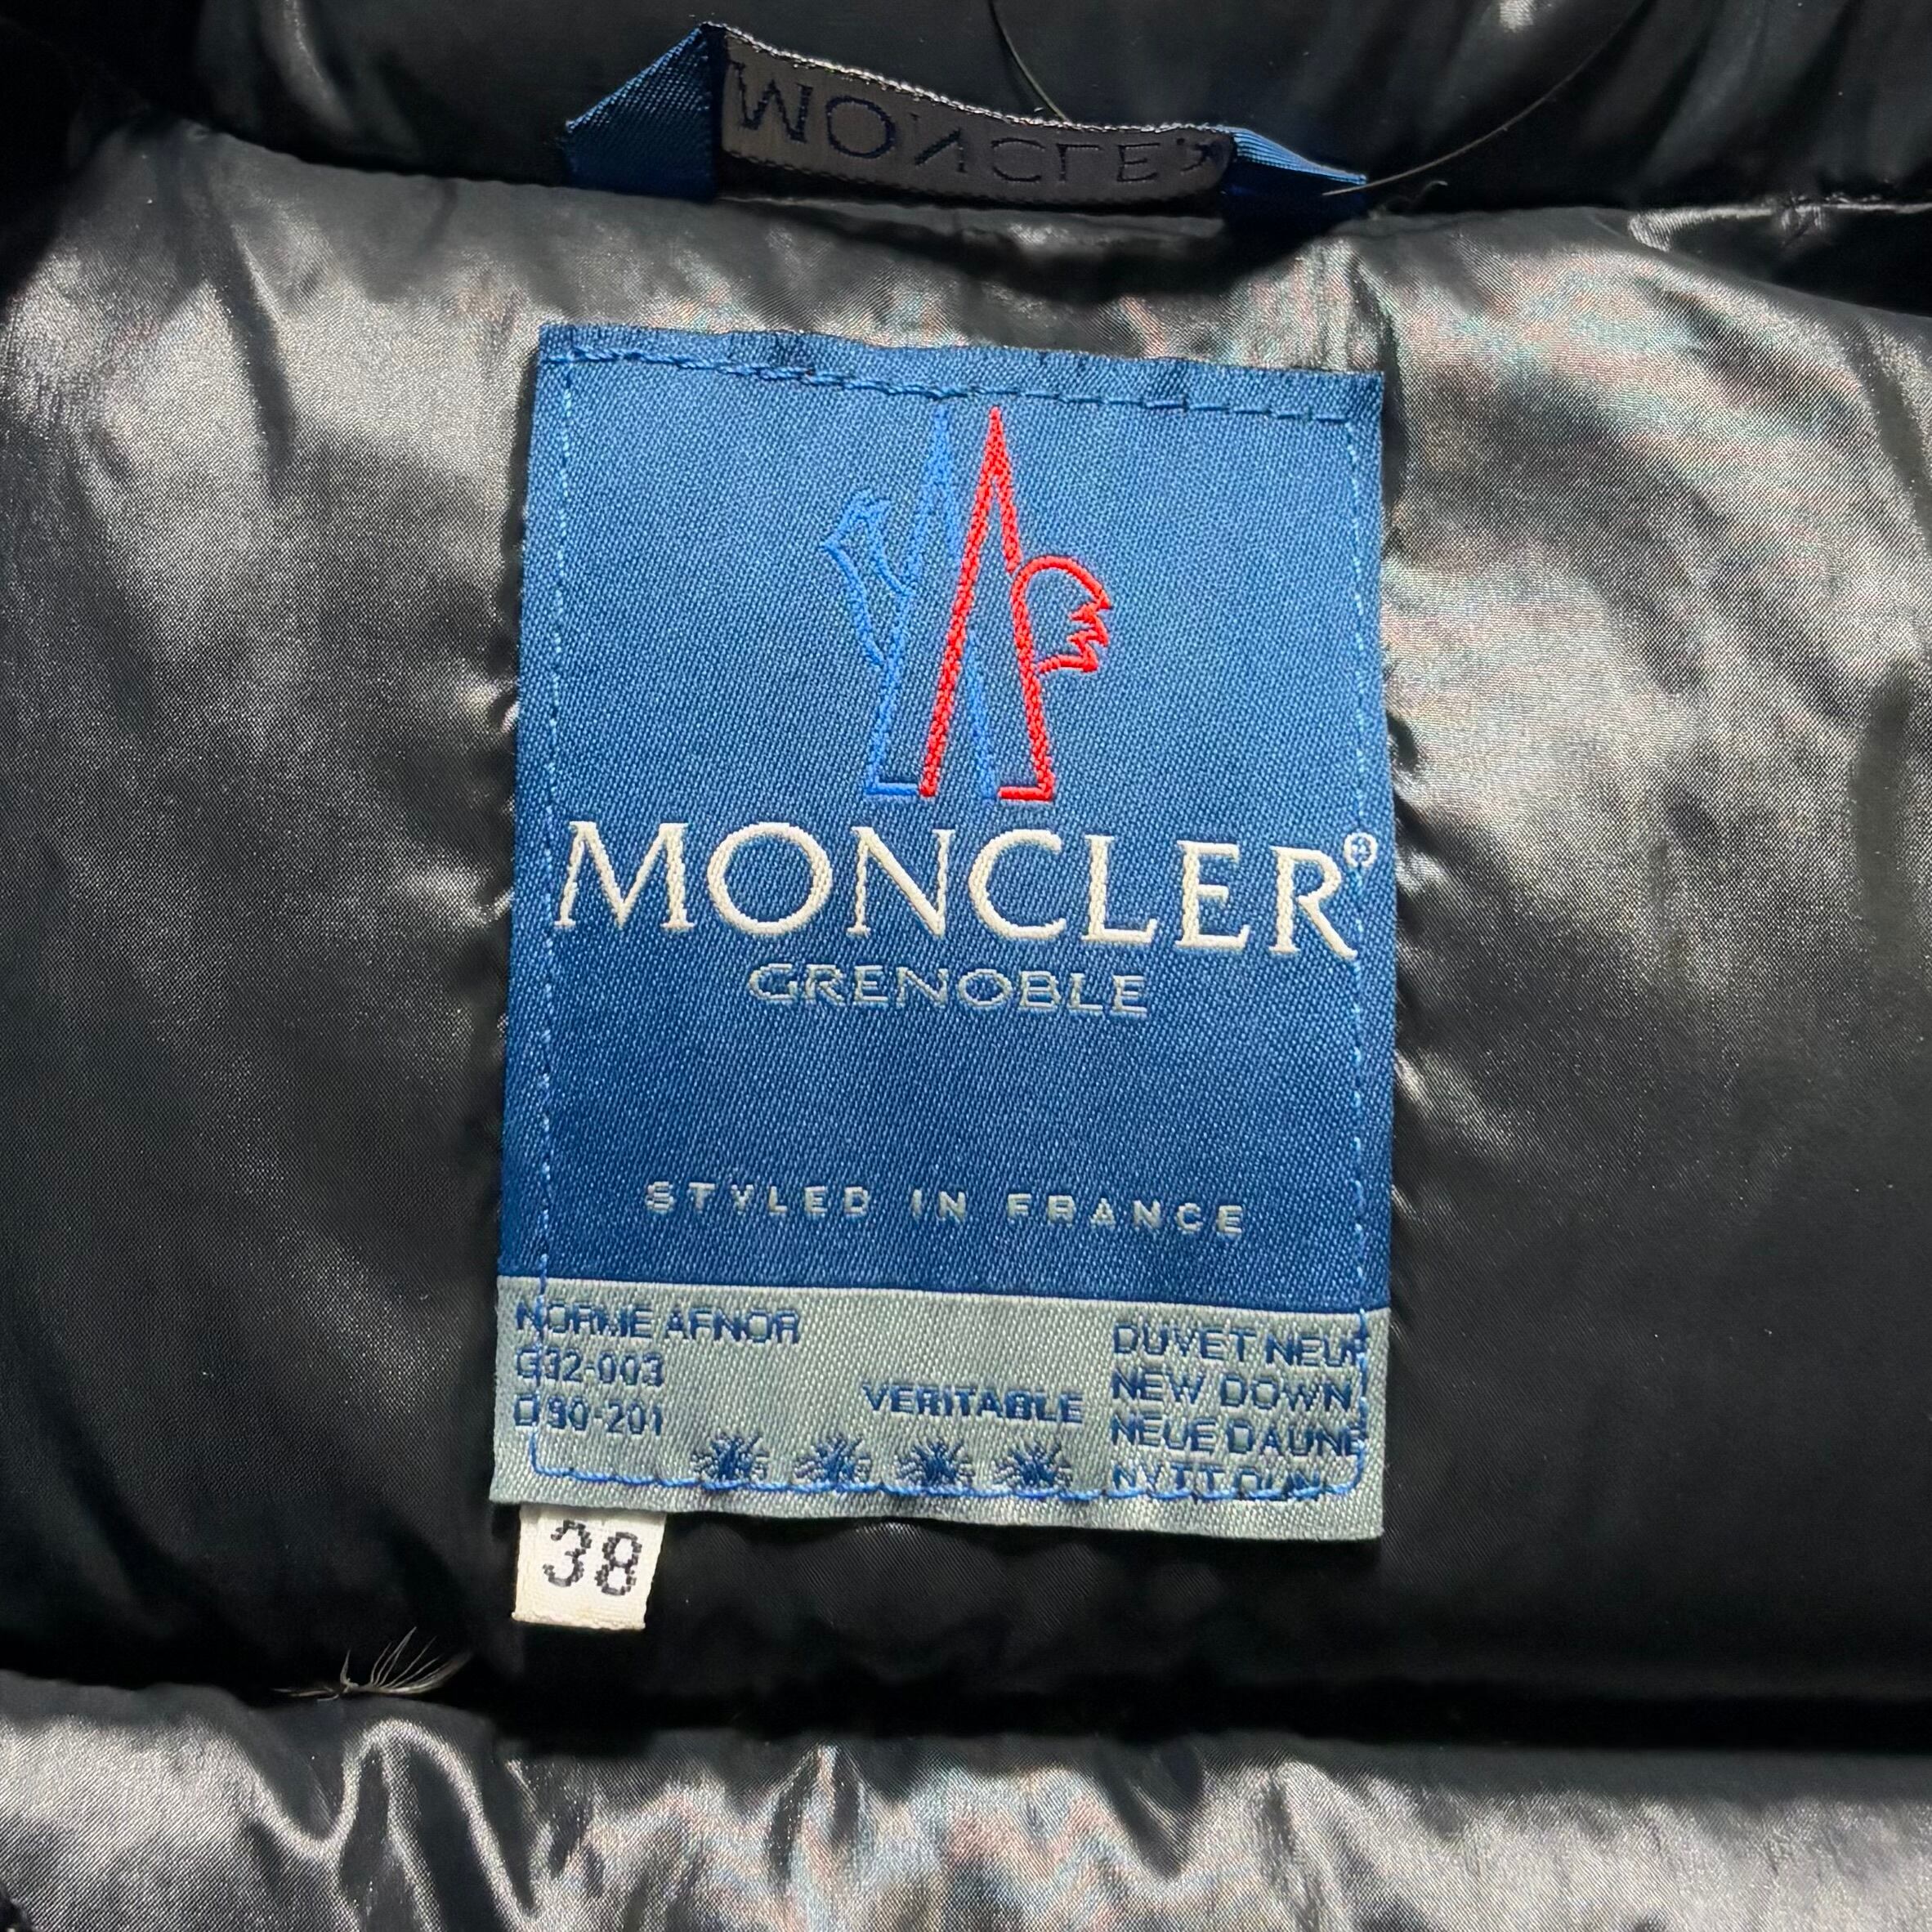 MONCLER
MONCLER®
GRENOBLE
STYLED IN FRANCE
NORME AFNOR
G32-003
D90-201
VERITABLE
DUVET NEUF
NEW DOWN
NEUE DAUNE
38